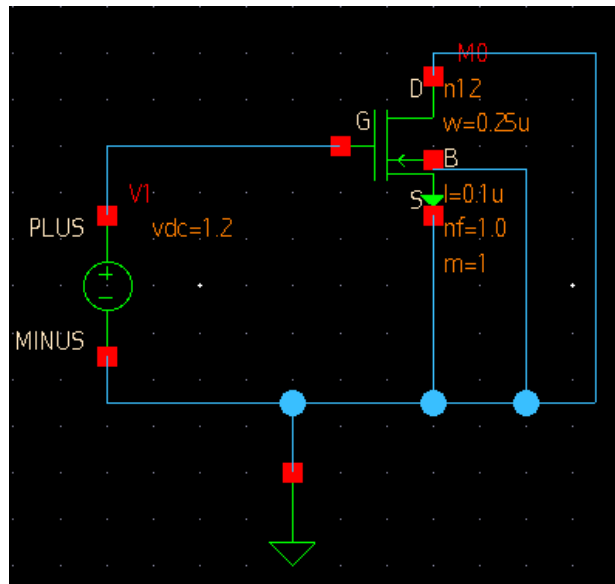 M0
D
n12
G
w=0.25u
B
V1
l=0.1u
S
PLUS
vdc=1.2
nf=1.0
m=1
MINUS